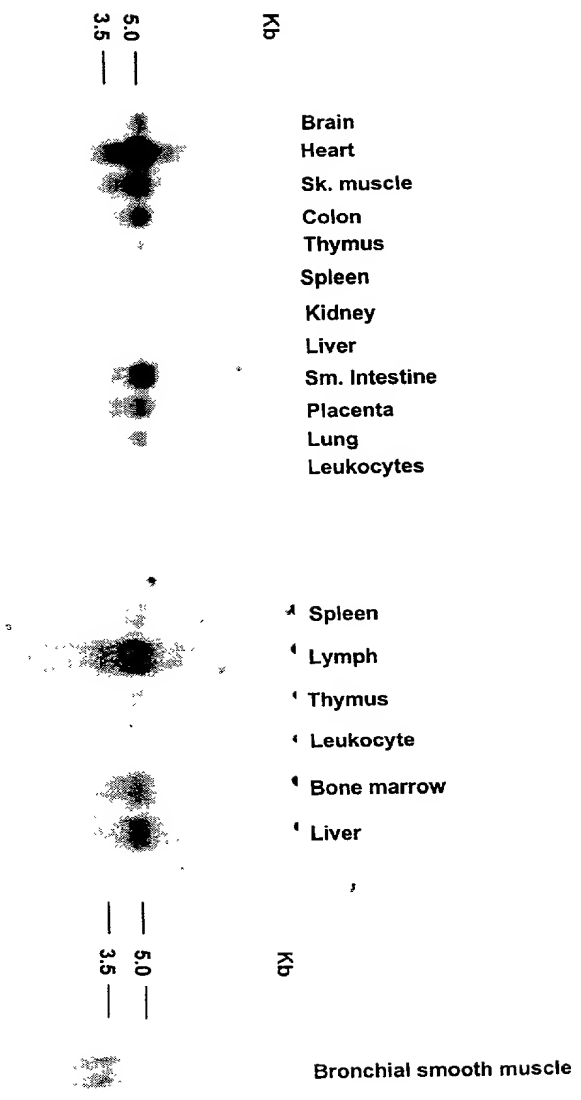 Kb
5.0
3.5
Brain
Heart
Sk. muscle
Colon
Thymus
Spleen
Kidney
Liver
Sm. Intestine
Placenta
Lung
Leukocytes
Spleen
Lymph
Thymus
Leukocyte
Bone marrow
Liver
Kb
5.0
3.5
Bronchial smooth muscle